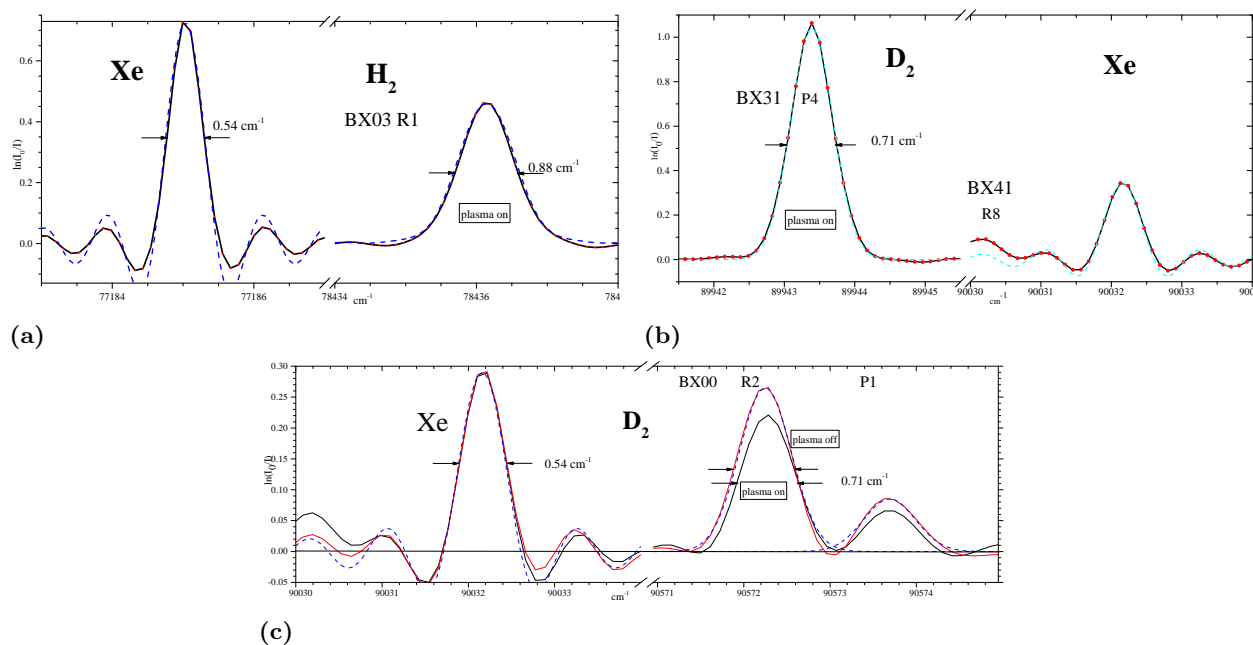 Xe
H2
BX03 R1
0.54 cm-1
0.88 cm-1
plasma on
ln(I0/I)
0.6
0.4
0.2
0.0
77184
77186
78434
78436
784
cm-1
(a)
D2
Xe
BX31
P4
0.71 cm-1
plasma on
BX41
R8
ln(I0/I)
1.0
0.8
0.6
0.4
0.2
0.0
89942
89943
89944
89945
90030
90031
90032
90033
900
cm-1
(b)
BX00
R2
P1
Xe
D2
plasma off
0.54 cm-1
plasma on
0.71 cm-1
ln(I0/I)
0.30
0.25
0.20
0.15
0.10
0.05
0.00
-0.05
90030
90031
90032
90033
cm-1
90571
90572
90573
90574
(c)